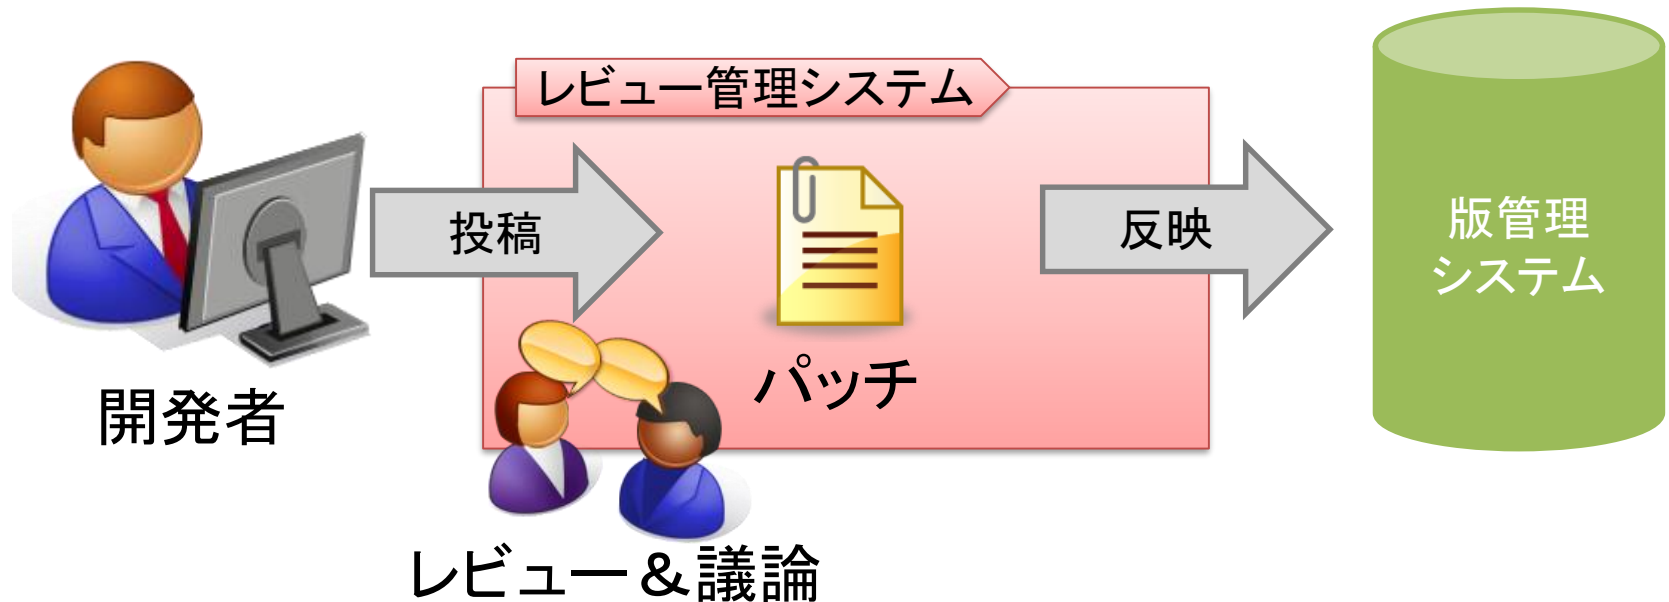 レビュー管理システム
投稿
反映
版管理
システム
パッチ
開発者
レビュー＆議論